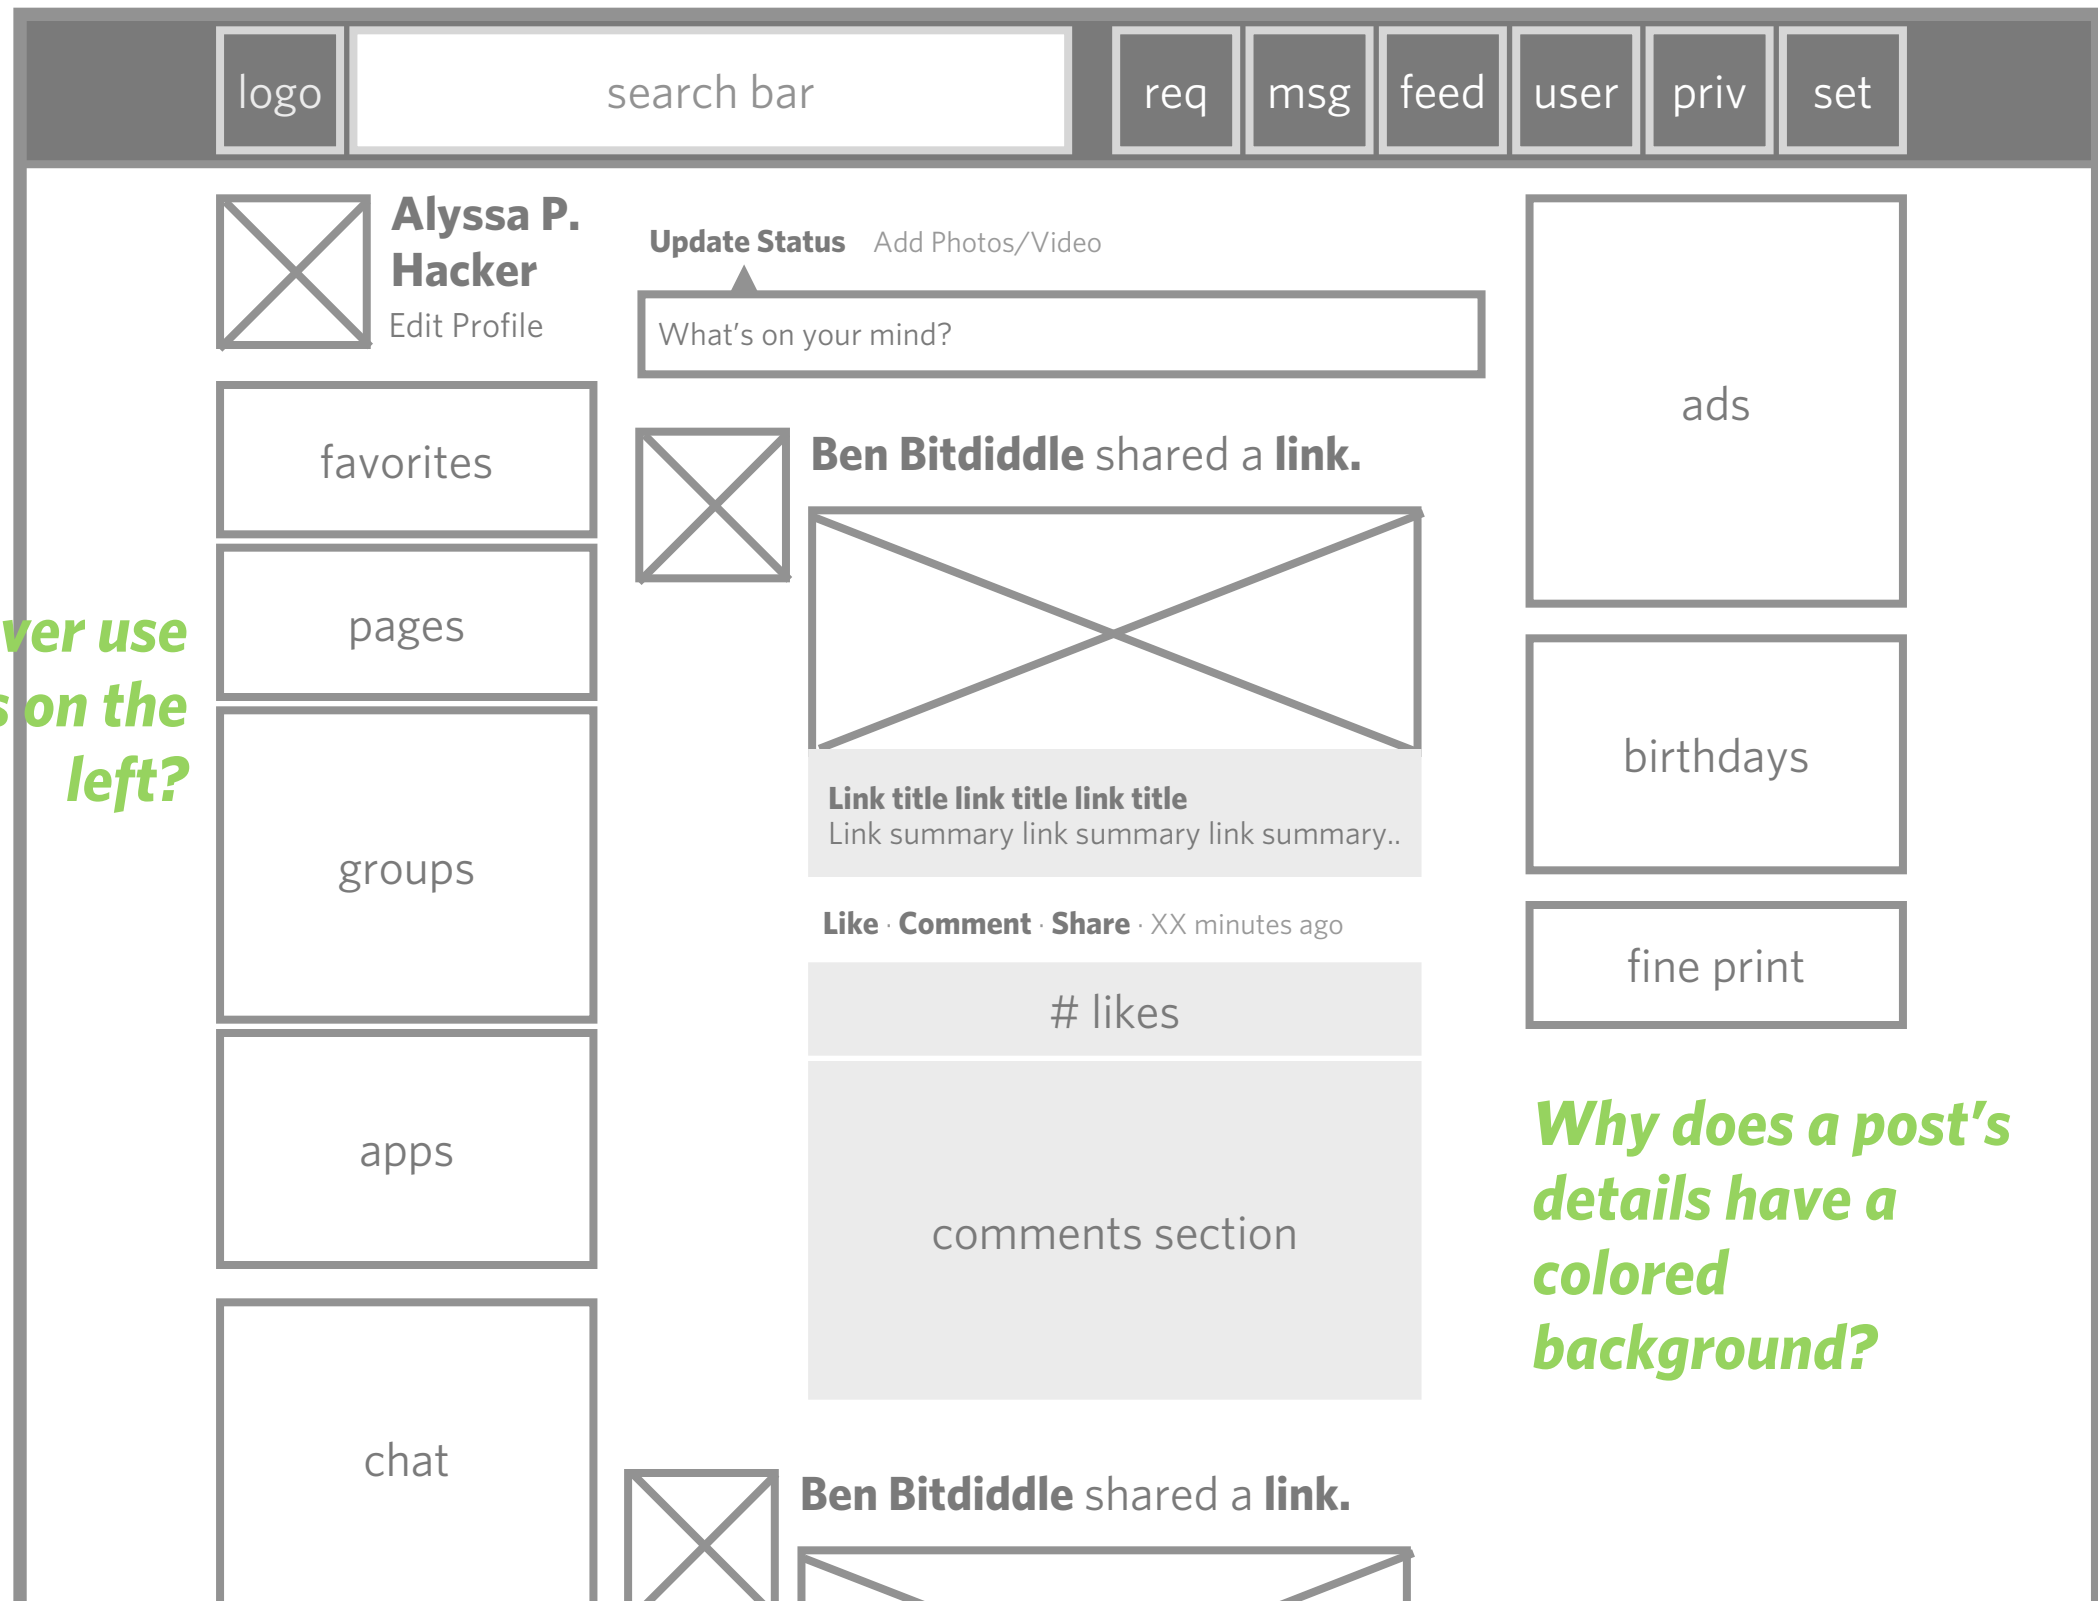 logo search bar req msg feed user priv set
Alyssa P.
Hacker
Edit Profile
favorites
pages
groups
apps
chat
use
on the
left?
Update Status Add Photos/Video
What's on your mind?
Ben Bitdiddle shared a link.
Link title link title link title
Link summary link summary link summary..
Like · Comment · Share · XX minutes ago
# likes
comments section
Ben Bitdiddle shared a link.
ads
birthdays
fine print
Why does a post's
details have a
colored
background?